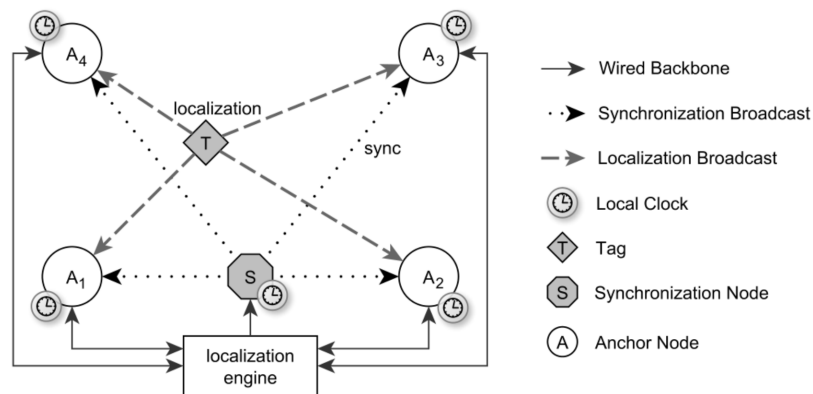 A4
A3
localization
T
sync
A1
S
A2
localization
engine
Wired Backbone
Synchronization Broadcast
Localization Broadcast
Local Clock
T Tag
S Synchronization Node
A Anchor Node